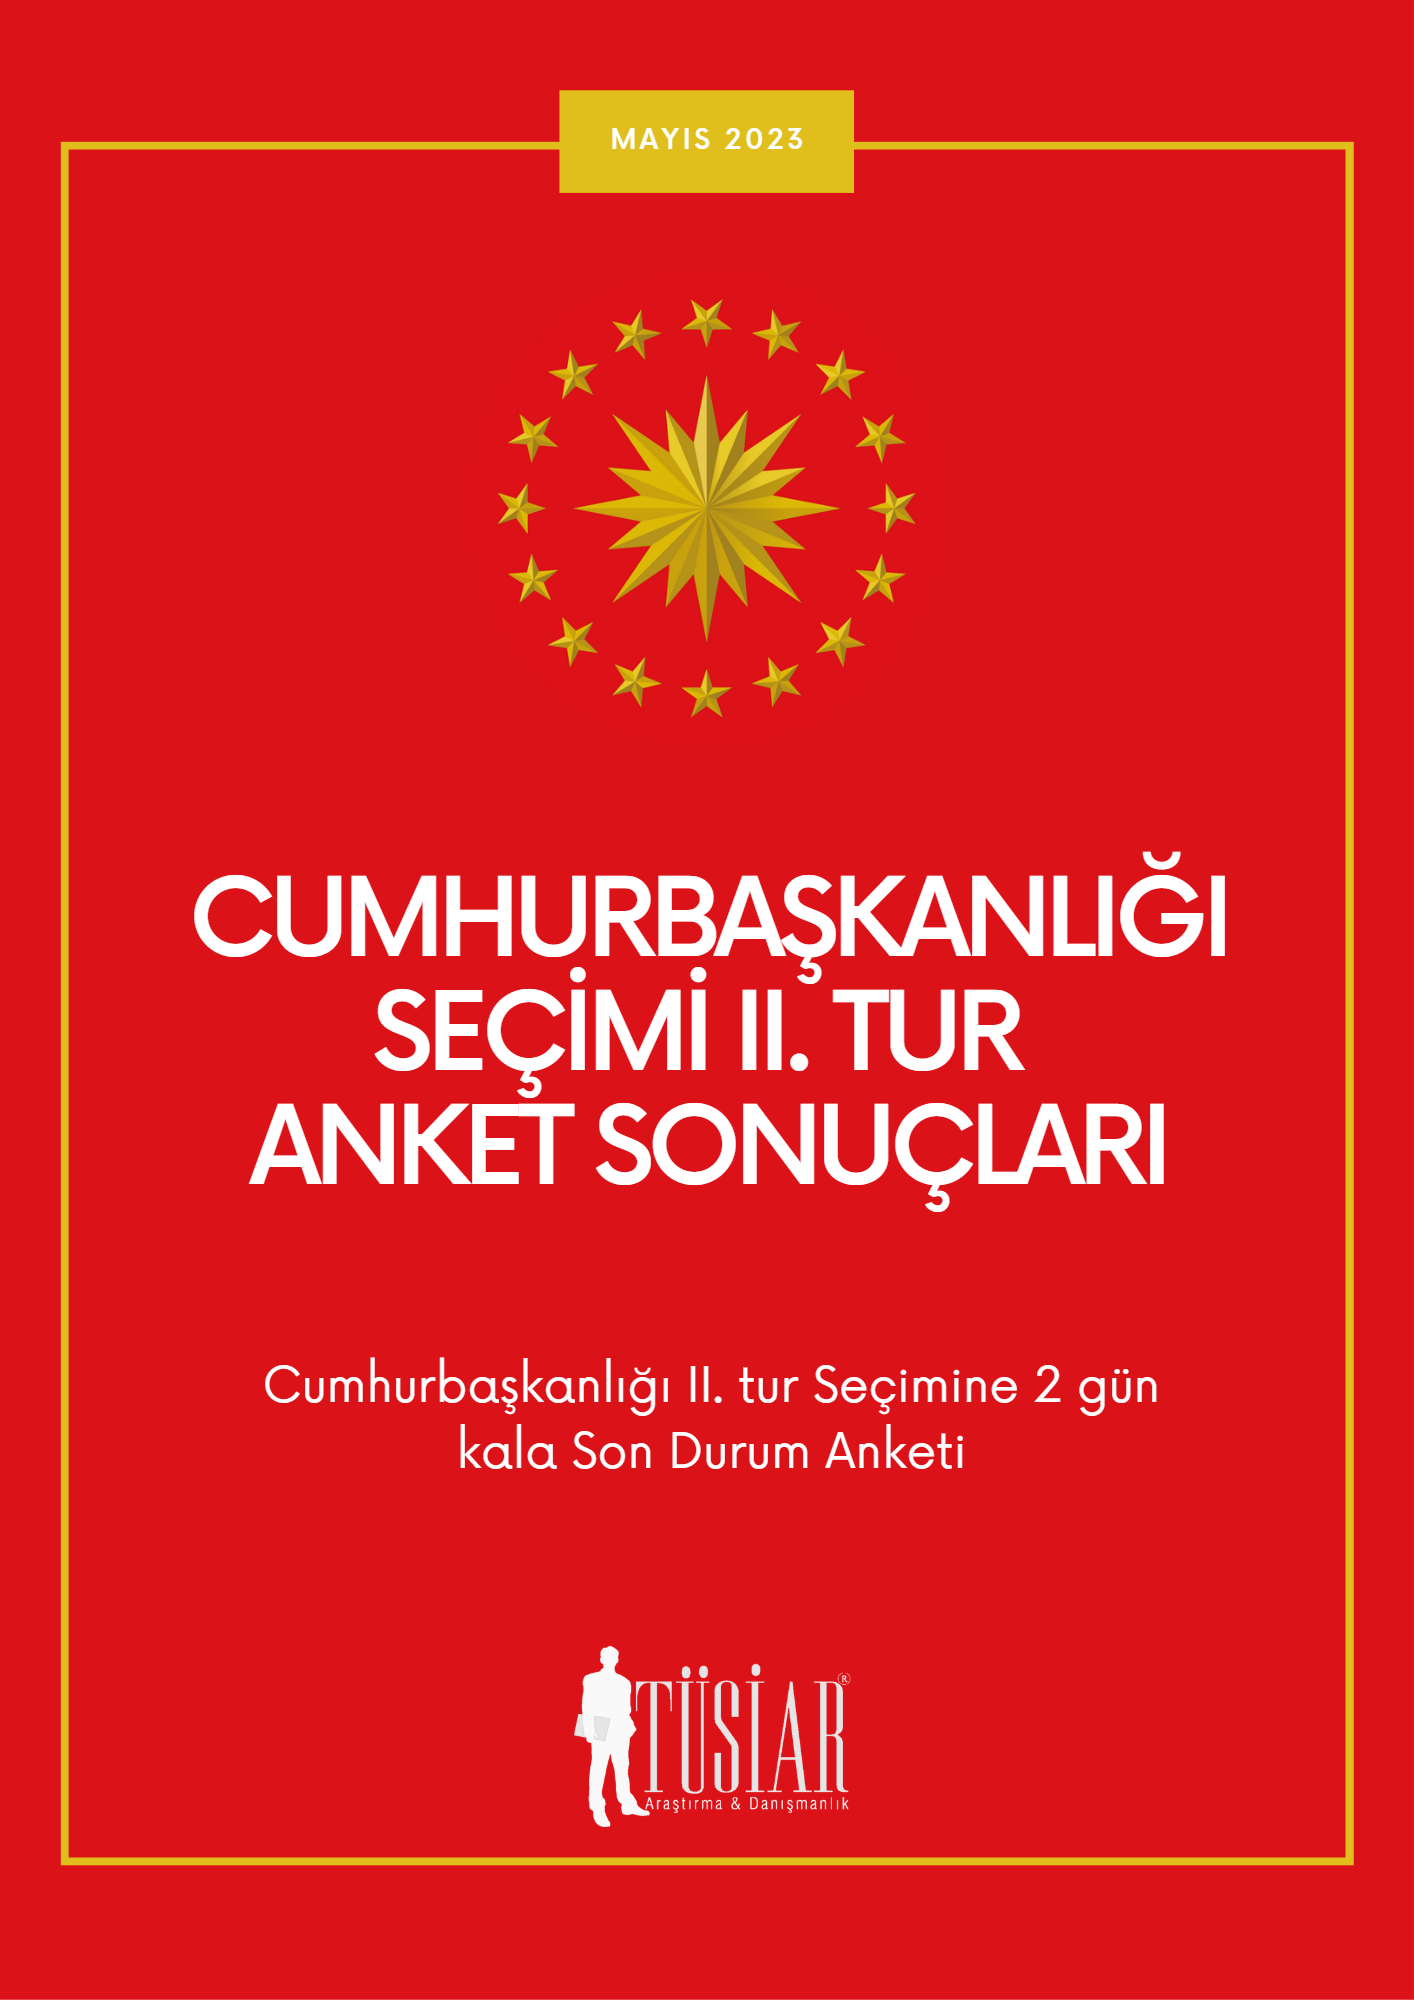 MAYIS 2023
CUMHURBAŞKANLIĞI
SEÇİMİ II. TUR
ANKET SONUÇLARI
Cumhurbaşkanlığı II. tur Seçimine 2 gün
kala Son Durum Anketi
TÜSİAR®
Araştırma & Danışmanlık